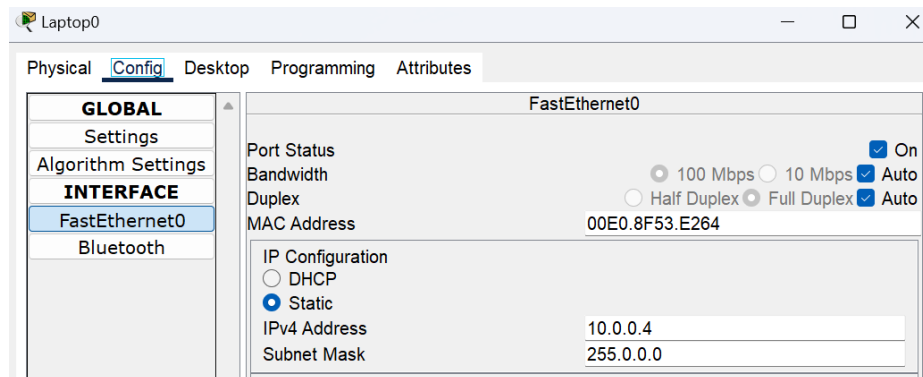 Laptop0
Physical Config Desktop Programming Attributes
GLOBAL
Settings
Algorithm Settings
INTERFACE
FastEthernet0
Bluetooth
FastEthernet0
Port Status On
Bandwidth 100 Mbps 10 Mbps Auto
Duplex Half Duplex Full Duplex Auto
MAC Address 00E0.8F53.E264
IP Configuration
DHCP
Static
IPv4 Address 10.0.0.4
Subnet Mask 255.0.0.0